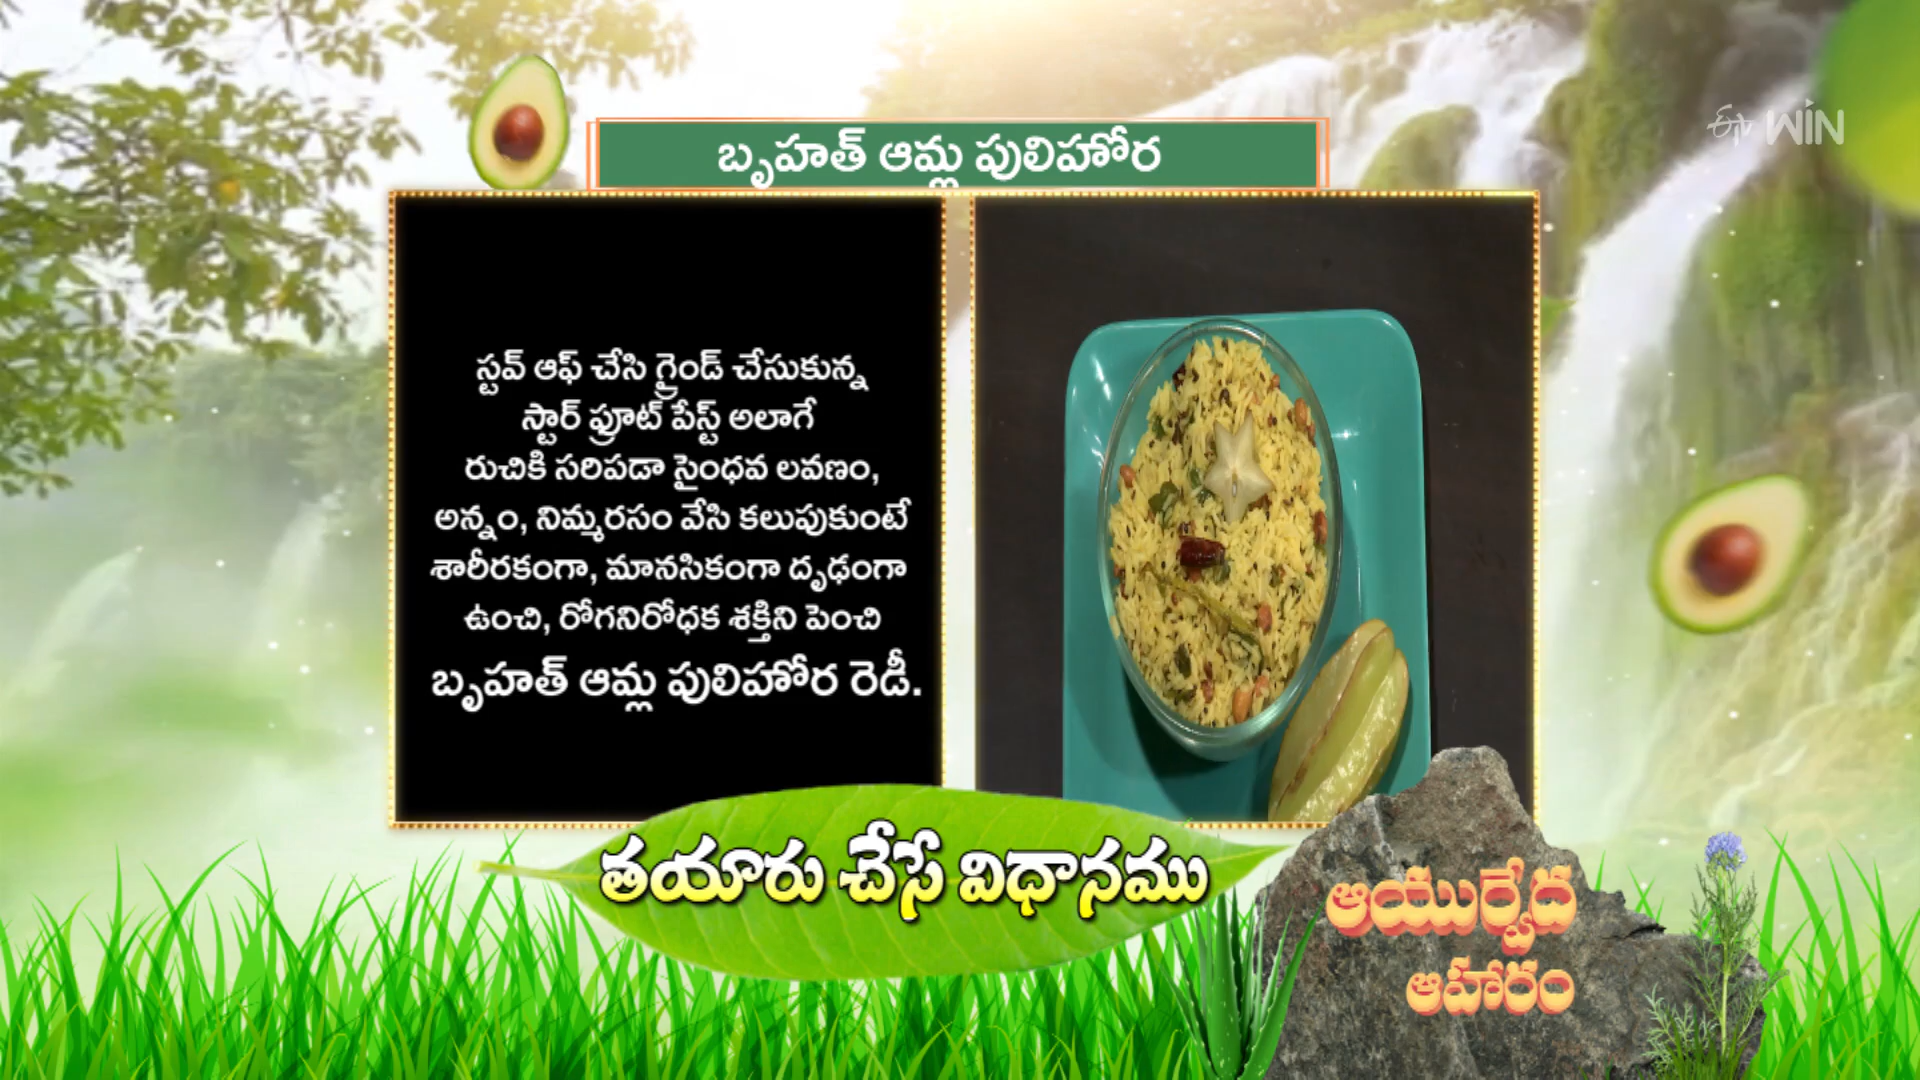 బృహత్ ఆమ్ల పులిహోర
ఈటీవీ WIN
స్టవ్ ఆఫ్ చేసి గ్రైండ్ చేసుకున్న
స్టార్ ఫ్రూట్ పేస్ట్ అలాగే
రుచికి సరిపడా సైంధవ లవణం,
అన్నం, నిమ్మరసం వేసి కలుపుకుంటే
శారీరకంగా, మానసికంగా దృఢంగా
ఉంచి, రోగనిరోధక శక్తిని పెంచి
బృహత్ ఆమ్ల పులిహోర రెడీ.
తయారు చేసే విధానము
ఆయుర్వేద
ఆహారం